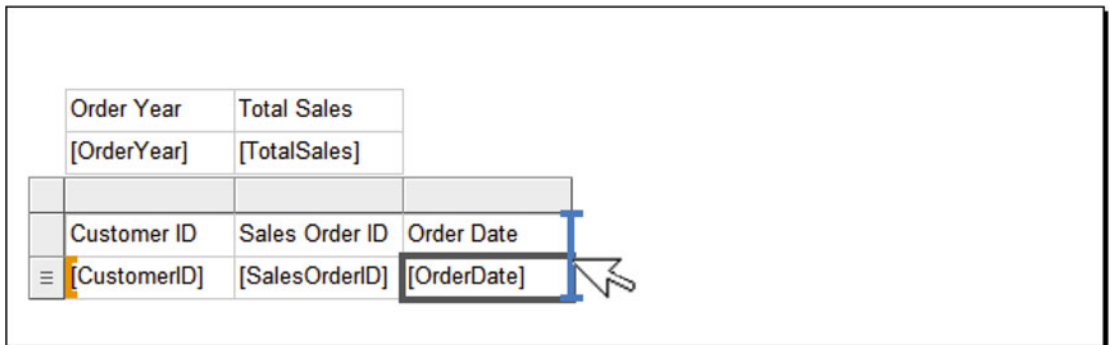 Order Year Total Sales
[OrderYear] [TotalSales]
Customer ID Sales Order ID Order Date
[CustomerID] [SalesOrderID] [OrderDate]